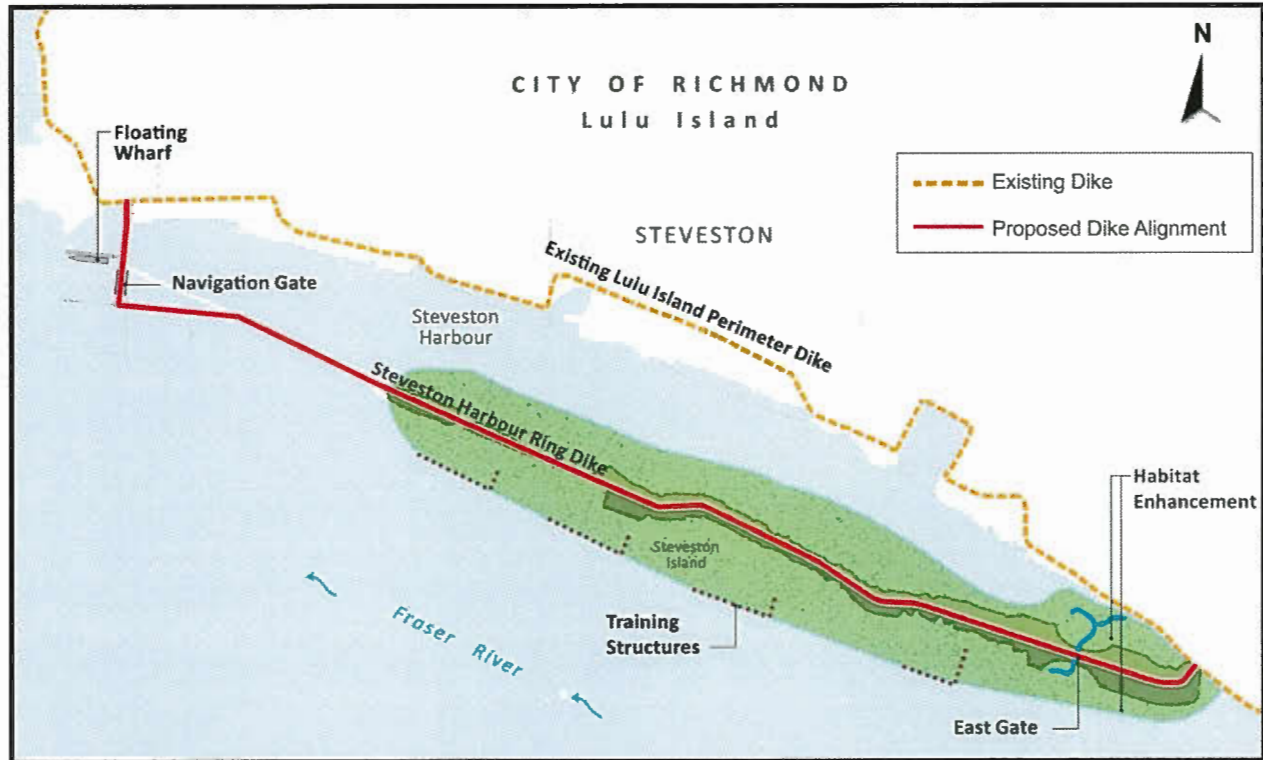 CITY OF RICHMOND
Lulu Island
N
Floating
Wharf
Existing Dike
Proposed Dike Alignment
STEVESTON
Existing Lulu Island Perimeter Dike
Navigation Gate
Steveston
Harbour
Steveston Harbour Ring Dike
Habitat
Enhancement
Steveston
Island
Fraser River
Training
Structures
East Gate